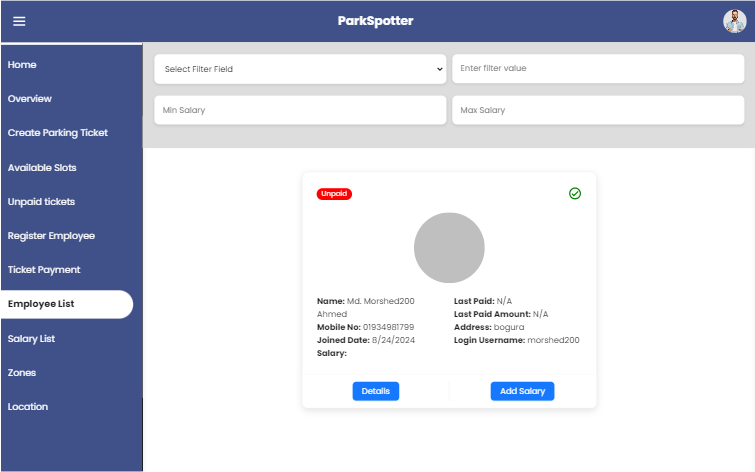 ParkSpotter
Home
Overview
Create Parking Ticket
Available Slots
Unpaid tickets
Register Employee
Ticket Payment
Employee List
Salary List
Zones
Location
Select Filter Field
Enter filter value
Min Salary
Max Salary
Unpaid
Name: Md. Morshed200
Ahmed
Mobile No: 01934981799
Joined Date: 8/24/2024
Salary:
Last Paid: N/A
Last Paid Amount: N/A
Address: bogura
Login Username: morshed200
Details
Add Salary